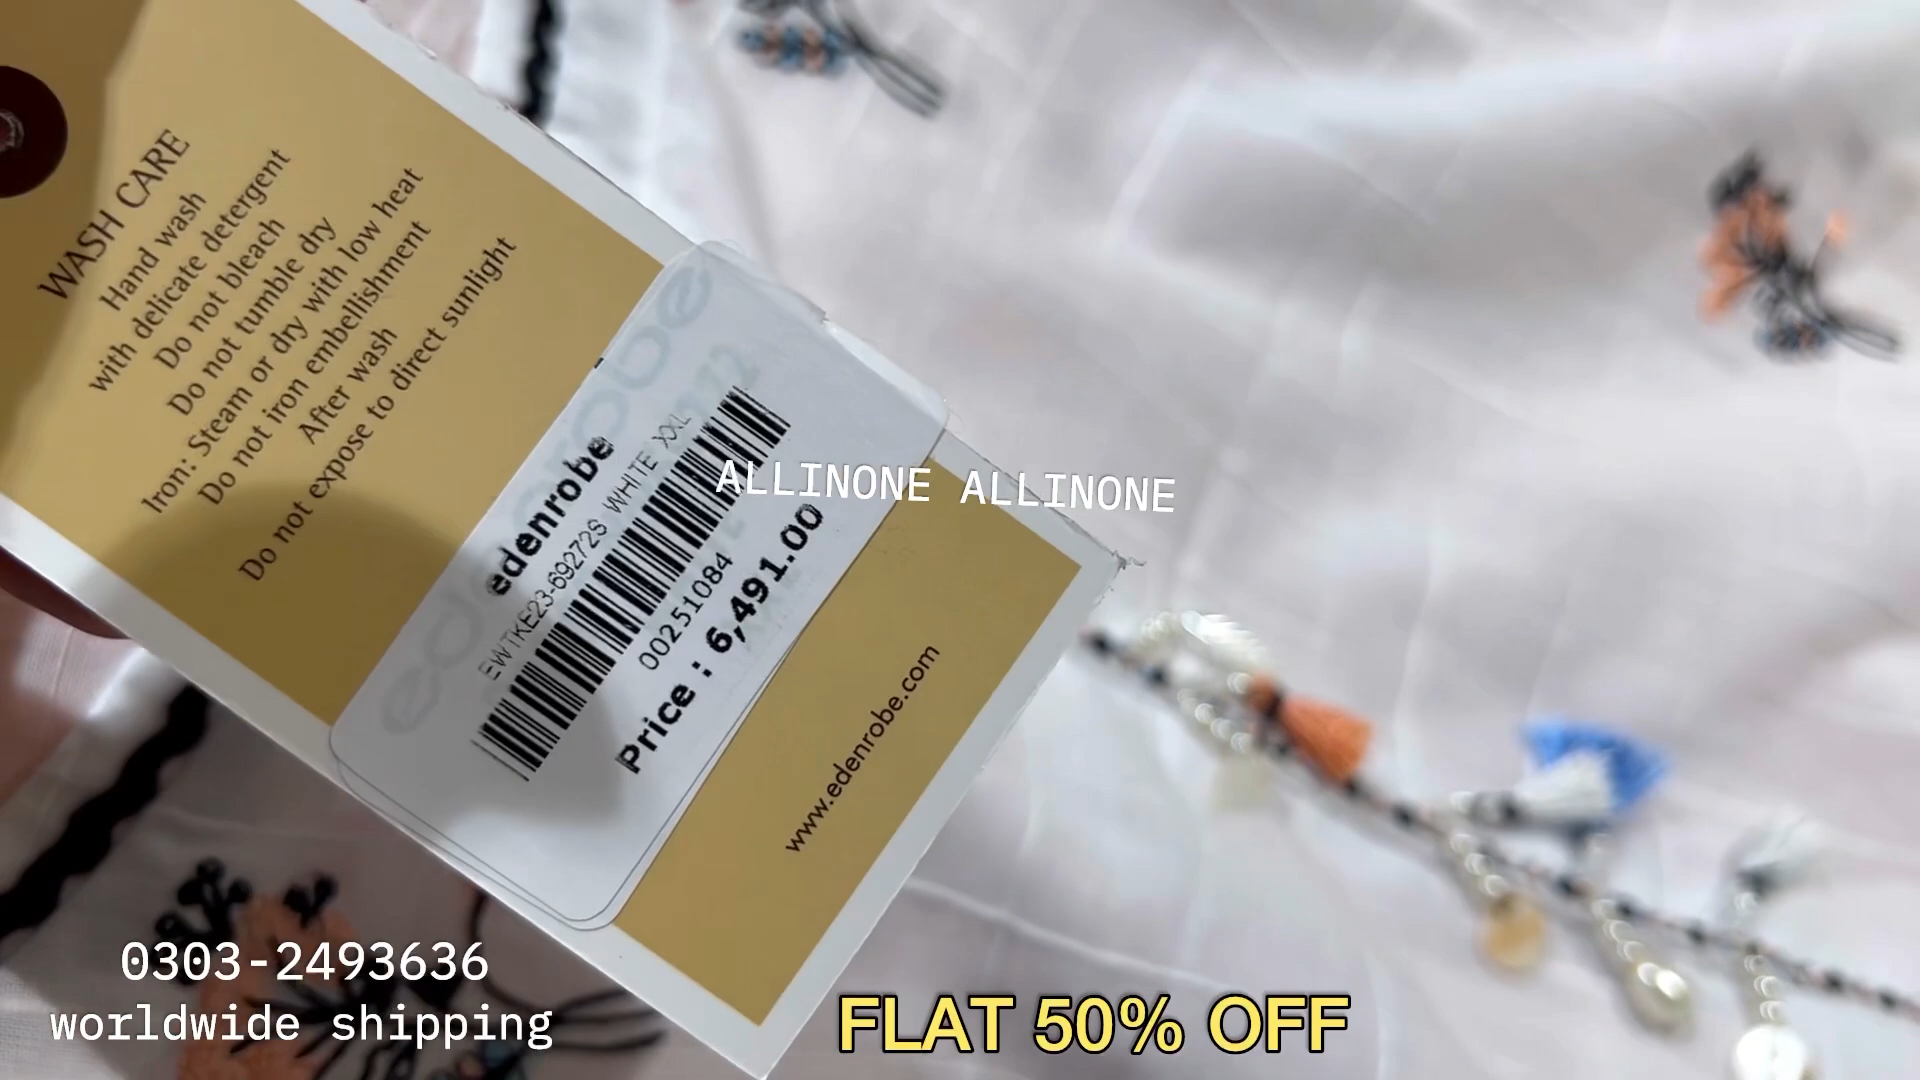 WASH CARE
Hand wash
with delicate detergent
Do not bleach
Do not tumble dry
Iron: Steam or dry with low heat
Do not iron embellishment
After wash
Do not expose to direct sunlight
edenrobe
EWTKE23-69272S WHITE XXL
00251084
Price : 6,491.00
www.edenrobe.com
ALLINONE ALLINONE
0303-2493636
worldwide shipping
FLAT 50% OFF